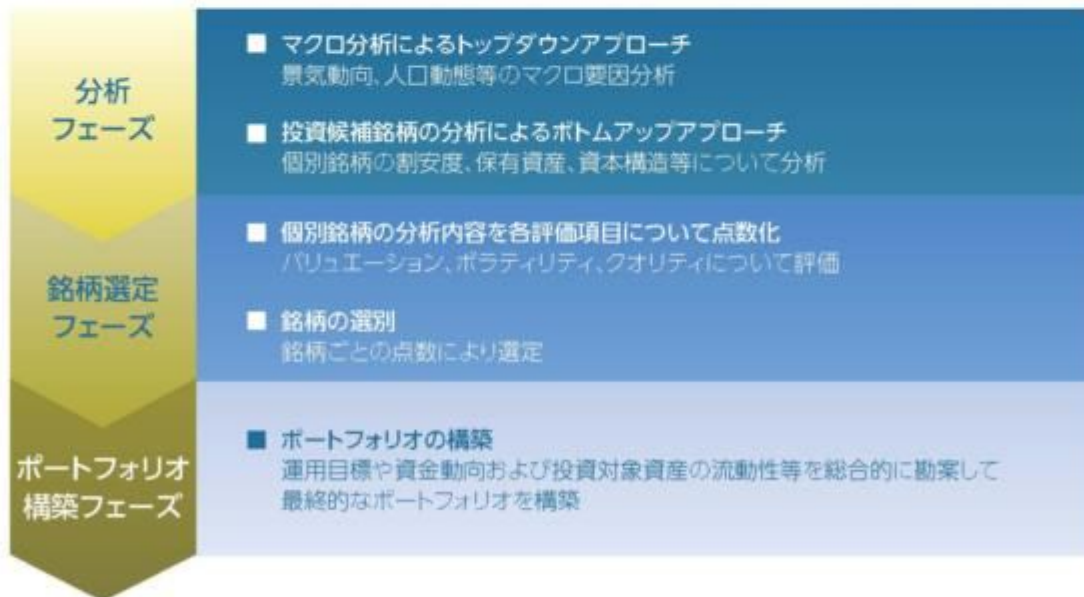 分析
フェーズ
■ マクロ分析によるトップダウンアプローチ
景気動向、人口動態等のマクロ要因分析
■ 投資候補銘柄の分析によるボトムアップアプローチ
個別銘柄の割安度、保有資産、資本構造等について分析
銘柄選定
フェーズ
■ 個別銘柄の分析内容を各評価項目について点数化
バリュエーション、ボラティリティ、クオリティについて評価
■ 銘柄の選別
銘柄ごとの点数により選定
ポートフォリオ
構築フェーズ
■ ポートフォリオの構築
運用目標や資金動向および投資対象資産の流動性等を総合的に勘案して
最終的なポートフォリオを構築